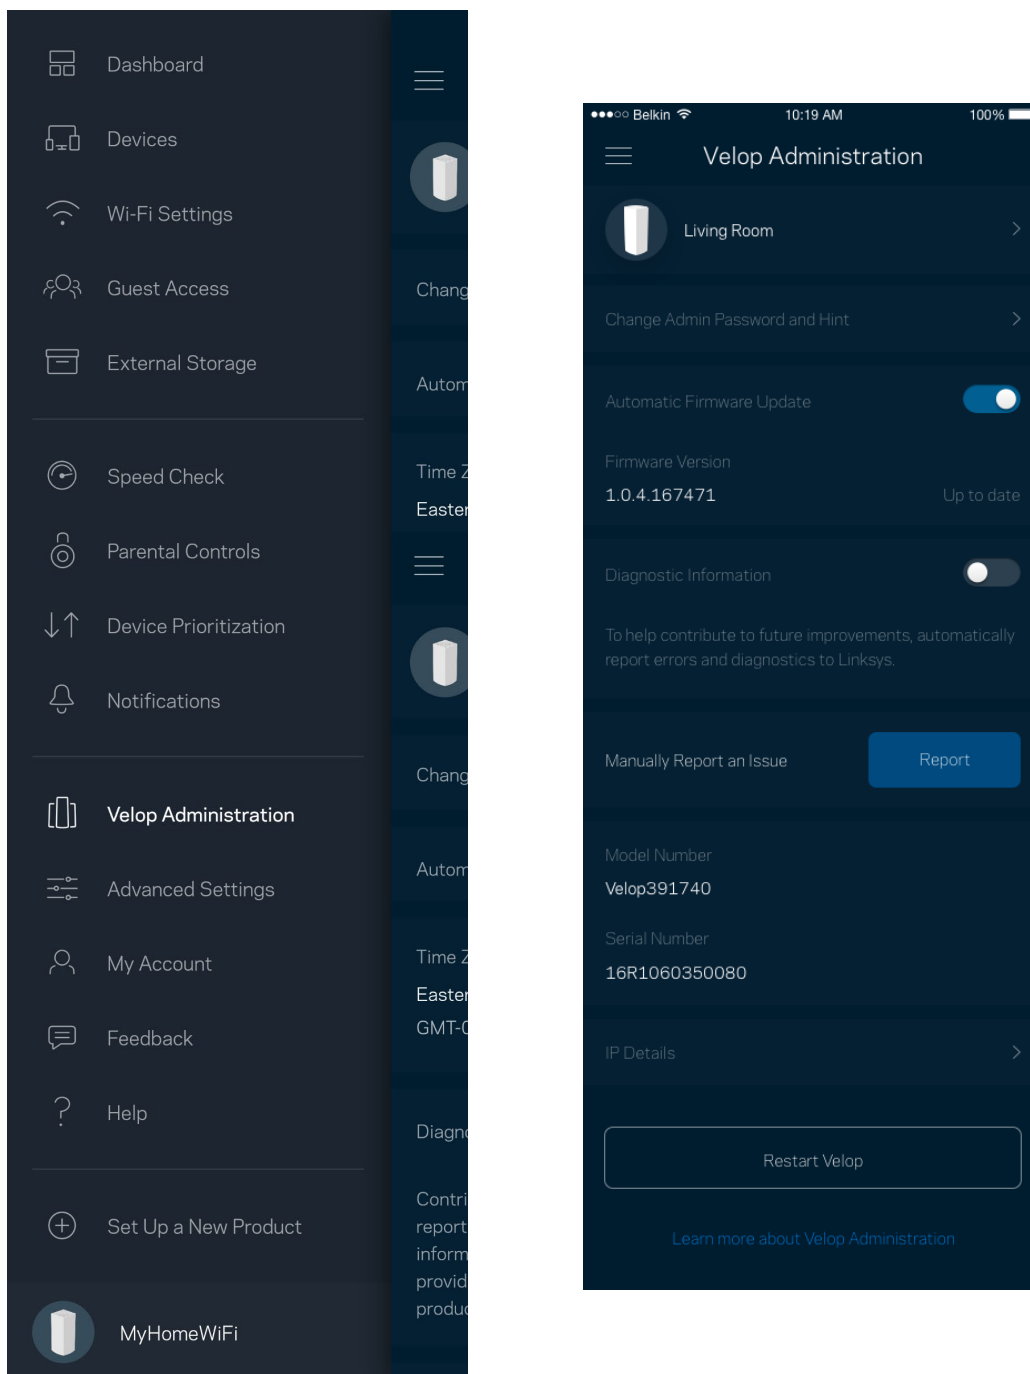 Dashboard
Devices
Wi-Fi Settings
Guest Access
External Storage
Speed Check
Parental Controls
Device Prioritization
Notifications
Velop Administration
Advanced Settings
My Account
Feedback
Help
Set Up a New Product
MyHomeWiFi
Chang
Autom
Time Z
Easter
Chang
Autom
Time Z
Easter
GMT-0
Diagno
Contri
report
inform
provid
produc
Belkin 10:19 AM 100%
Velop Administration
Living Room
Change Admin Password and Hint
Automatic Firmware Update
Firmware Version
1.0.4.167471 Up to date
Diagnostic Information
To help contribute to future improvements, automatically
report errors and diagnostics to Linksys.
Manually Report an Issue Report
Model Number
Velop391740
Serial Number
16R1060350080
IP Details
Restart Velop
Learn more about Velop Administration